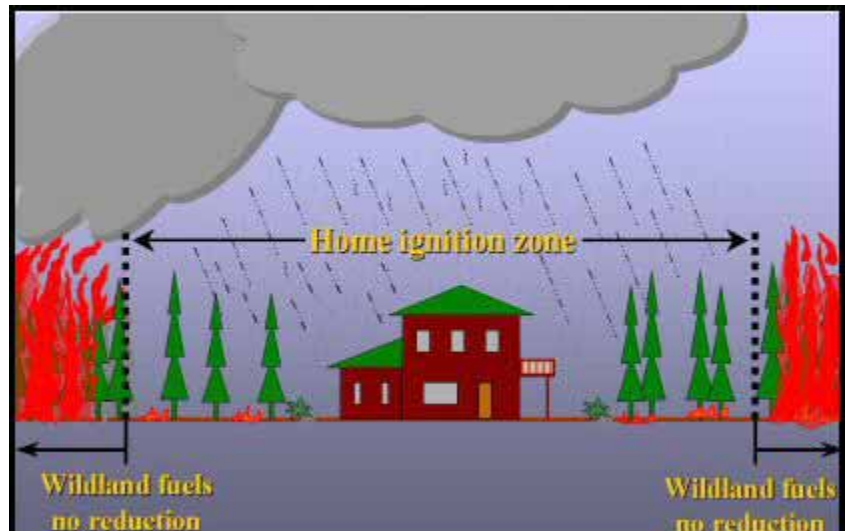 Home ignition zone
Wildland fuels
no reduction
Wildland fuels
no reduction